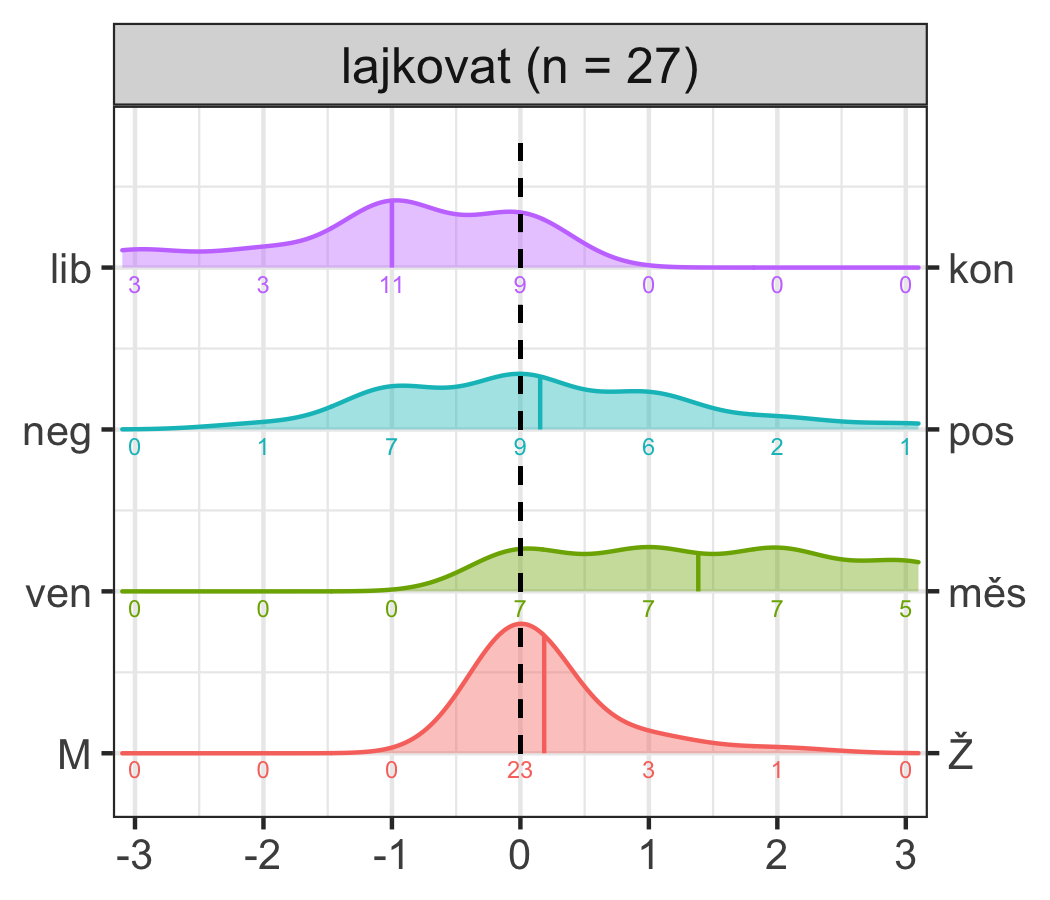 lajkovat (n = 27)
lib kon
3 3 11 9 0 0 0
neg pos
0 1 7 9 6 2 1
ven měs
0 0 0 7 7 7 5
M Ž
0 0 0 23 3 1 0
-3 -2 -1 0 1 2 3